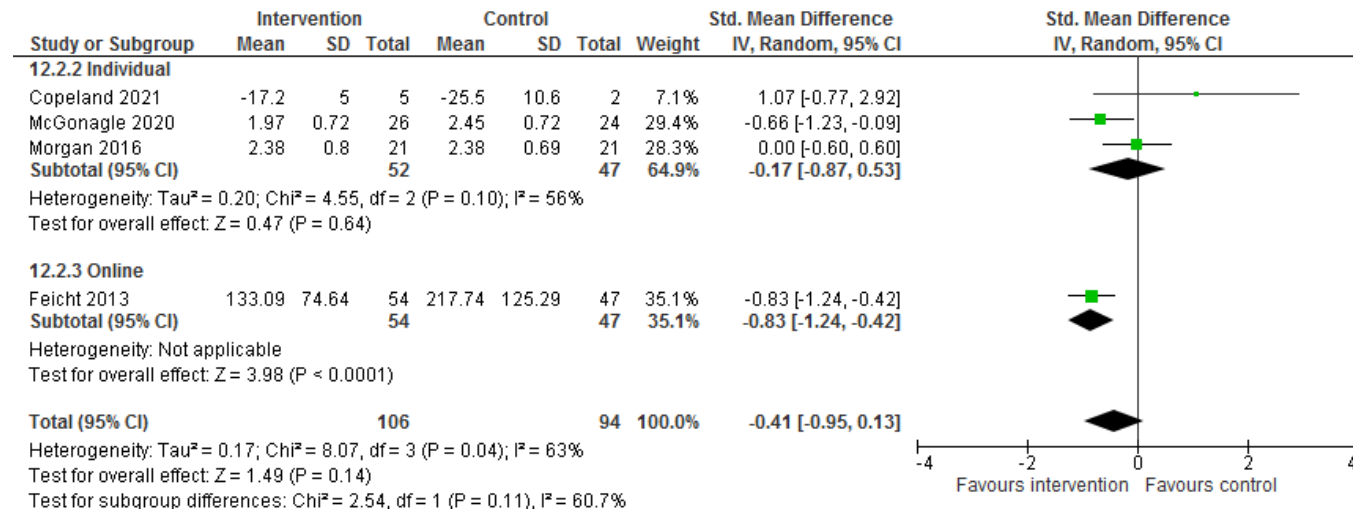 Intervention Control Std. Mean Difference Std. Mean Difference
Study or Subgroup Mean SD Total Mean SD Total Weight IV, Random, 95% CI IV, Random, 95% CI
12.2.2 Individual
Copeland 2021 -17.2 5 5 -25.5 10.6 2 7.1% 1.07 [-0.77, 2.92]
McGonagle 2020 1.97 0.72 26 2.45 0.72 24 29.4% -0.66 [-1.23, -0.09]
Morgan 2016 2.38 0.8 21 2.38 0.69 21 28.3% 0.00 [-0.60, 0.60]
Subtotal (95% CI) 52 47 64.9% -0.17 [-0.87, 0.53]
Heterogeneity: Tau² = 0.20; Chi² = 4.55, df = 2 (P = 0.10); I² = 56%
Test for overall effect: Z = 0.47 (P = 0.64)
12.2.3 Online
Feicht 2013 133.09 74.64 54 217.74 125.29 47 35.1% -0.83 [-1.24, -0.42]
Subtotal (95% CI) 54 47 35.1% -0.83 [-1.24, -0.42]
Heterogeneity: Not applicable
Test for overall effect: Z = 3.98 (P < 0.0001)
Total (95% CI) 106 94 100.0% -0.41 [-0.95, 0.13]
Heterogeneity: Tau² = 0.17; Chi² = 8.07, df = 3 (P = 0.04); I² = 63%
Test for overall effect: Z = 1.49 (P = 0.14)
Test for subgroup differences: Chi² = 2.54, df = 1 (P = 0.11), I² = 60.7%
-4 -2 0 2 4
Favours intervention Favours control